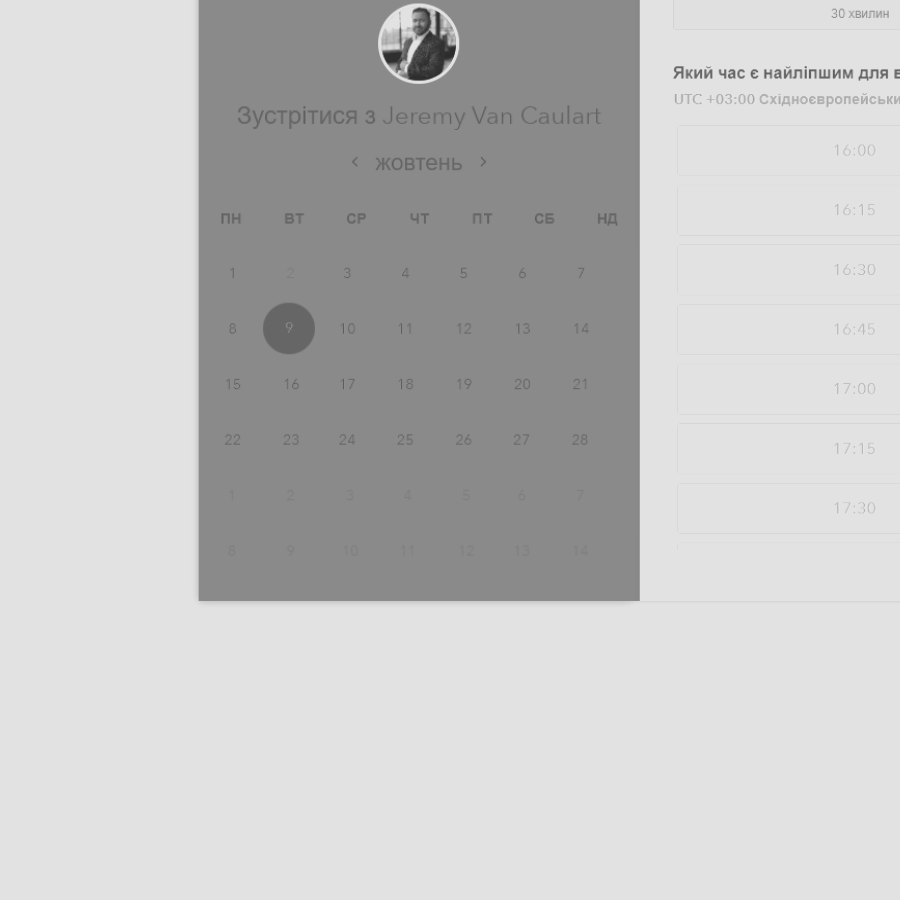 Зустрітися з Jeremy Van Caulart
жовтень
ПН ВТ СР ЧТ ПТ СБ НД
1 2 3 4 5 6 7
8 9 10 11 12 13 14
15 16 17 18 19 20 21
22 23 24 25 26 27 28
1 2 3 4 5 6 7
8 9 10 11 12 13 14
30 хвилин
Який час є найліпшим для
UTC +03:00
16:00
16:15
16:30
16:45
17:00
17:15
17:30